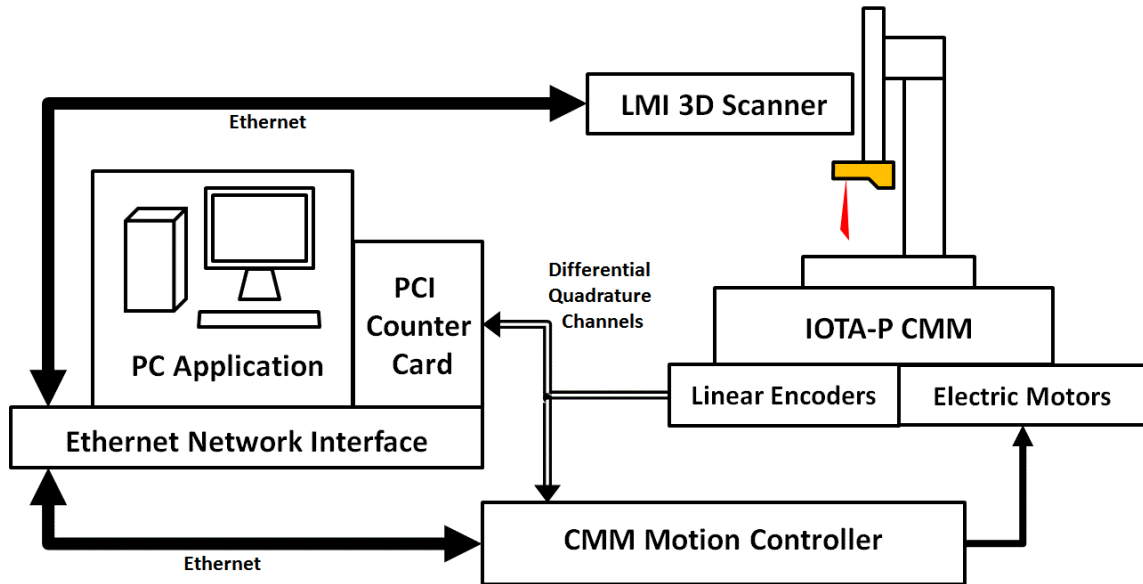 LMI 3D Scanner
Ethernet
Differential
Quadrature
Channels
PCI
Counter
Card
PC Application
IOTA-P CMM
Linear Encoders
Electric Motors
Ethernet Network Interface
CMM Motion Controller
Ethernet